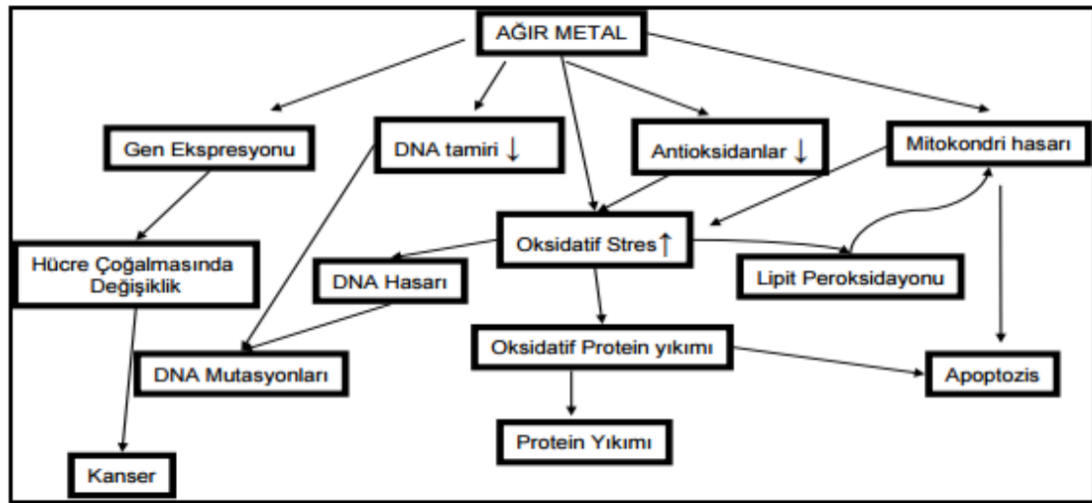 AĞIR METAL
Gen Ekspresyonu
DNA tamiri ↓
Antioksidanlar ↓
Mitokondri hasarı
Hücre Çoğalmasında
Değişiklik
DNA Hasarı
Oksidatif Stres↑
Lipit Peroksidayonu
DNA Mutasyonları
Oksidatif Protein yıkımı
Apoptozis
Protein Yıkımı
Kanser